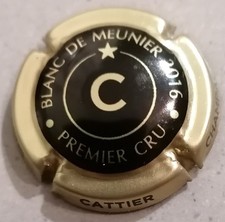 BLANC DE MEUNIER 2016
C
PREMIER CRU
CATTIER